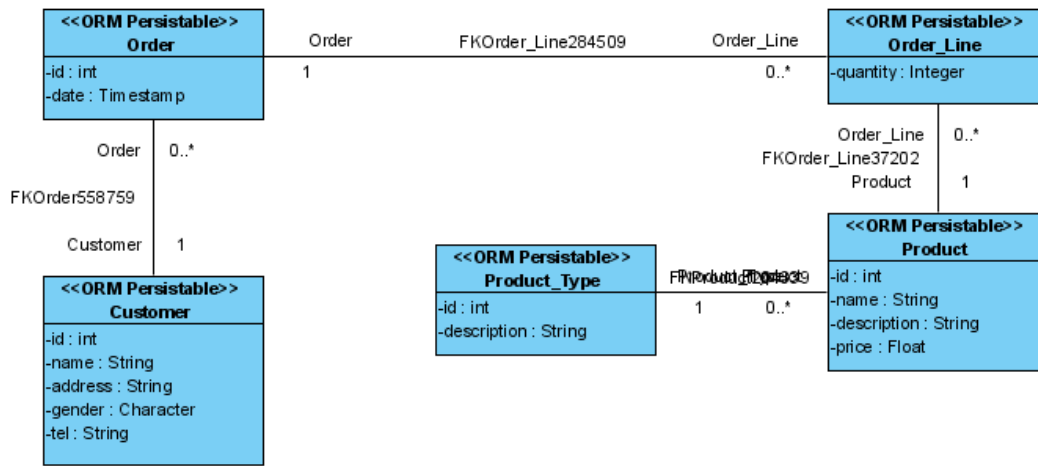 <<ORM Persistable>>
Order
-id : int
-date : Timestamp
Order
FKOrder_Line284509
Order_Line
1
0..*
<<ORM Persistable>>
Order_Line
-quantity : Integer
Order
0..*
FKOrder558759
Customer
1
Order_Line
0..*
FKOrder_Line37202
Product
1
<<ORM Persistable>>
Customer
-id : int
-name : String
-address : String
-gender : Character
-tel : String
<<ORM Persistable>>
Product_Type
-id : int
-description : String
1
0..*
<<ORM Persistable>>
Product
-id : int
-name : String
-description : String
-price : Float